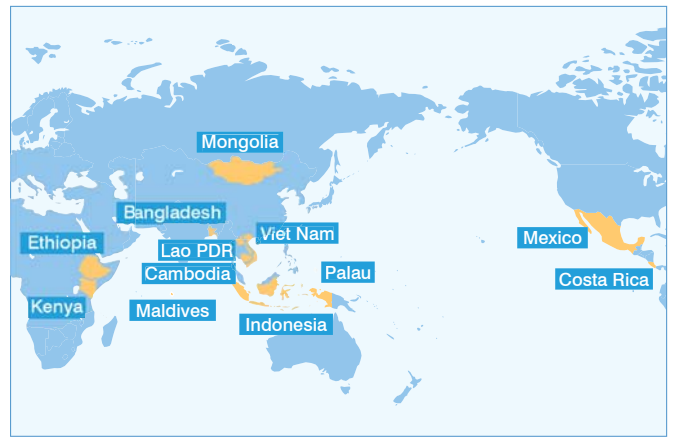 Mongolia
Bangladesh
Ethiopia
Viet Nam
Lao PDR
Mexico
Cambodia
Palau
Costa Rica
Kenya
Maldives
Indonesia